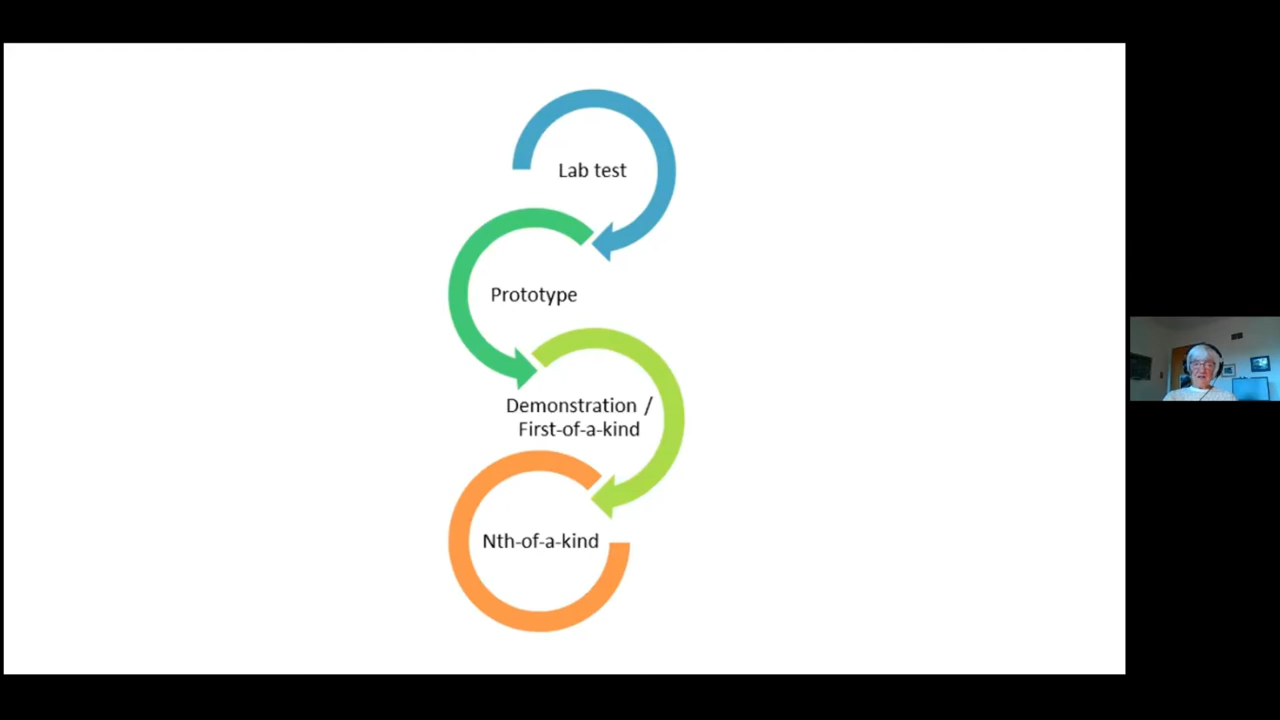 Lab test
Prototype
Demonstration /
First-of-a-kind
Nth-of-a-kind